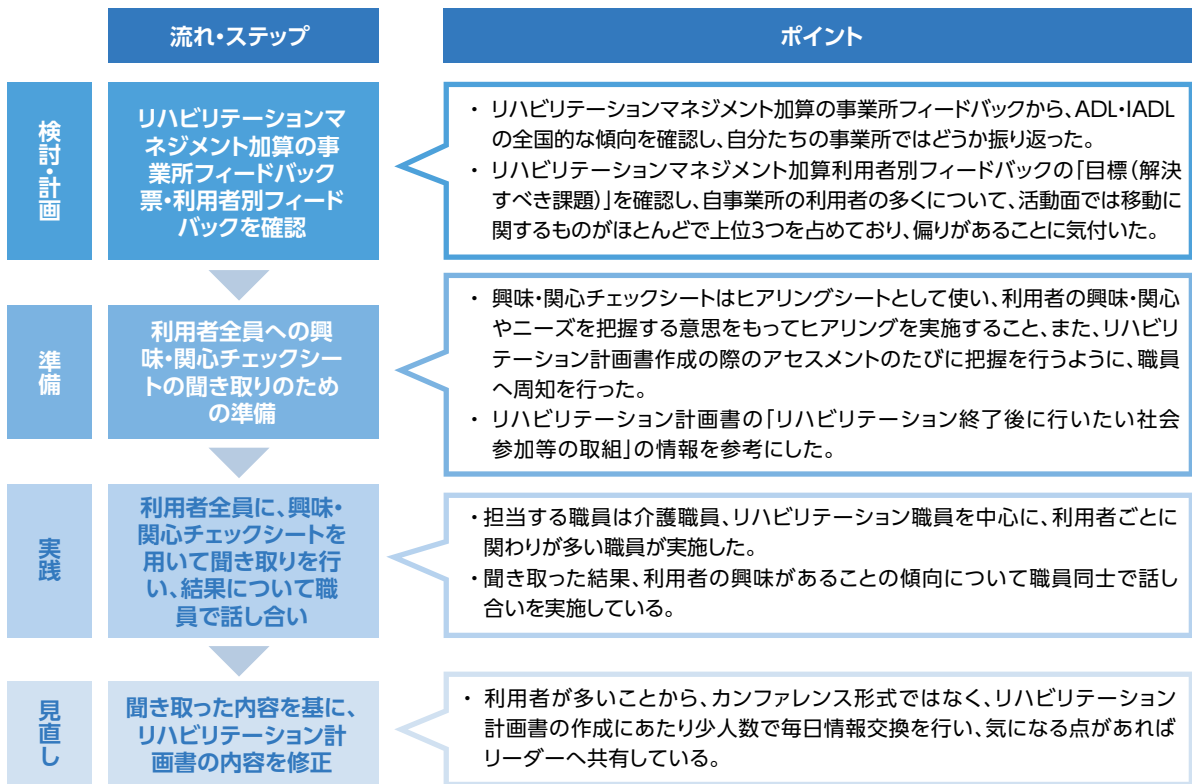 流れ・ステップ
ポイント
検討・計画
リハビリテーションマ
ネジメント加算の事
業所フィードバック
票・利用者別フィード
バックを確認
・ リハビリテーションマネジメント加算の事業所フィードバックから、ADL・IADL
の全国的な傾向を確認し、自分たちの事業所ではどうか振り返った。
・ リハビリテーションマネジメント加算利用者別フィードバックの「目標（解決
すべき課題）」を確認し、自事業所の利用者の多くについて、活動面では移動に
関するものがほとんどで上位3つを占めており、偏りがあることに気付いた。
準備
利用者全員への興
味・関心チェックシー
トの聞き取りのため
の準備
・ 興味・関心チェックシートはヒアリングシートとして使い、利用者の興味・関心
やニーズを把握する意思をもってヒアリングを実施すること、また、リハビリ
テーション計画書作成の際のアセスメントのたびに把握を行うように、職員
へ周知を行った。
・ リハビリテーション計画書の「リハビリテーション終了後に行いたい社会
参加等の取組」の情報を参考にした。
実践
利用者全員に、興味・
関心チェックシートを
用いて聞き取りを行
い、結果について職
員で話し合い
・担当する職員は介護職員、リハビリテーション職員を中心に、利用者ごとに
関わりが多い職員が実施した。
・聞き取った結果、利用者の興味があることの傾向について職員同士で話し
合いを実施している。
見直し
聞き取った内容を基に、
リハビリテーション計
画書の内容を修正
・ 利用者が多いことから、カンファレンス形式ではなく、リハビリテーション
計画書の作成にあたり少人数で毎日情報交換を行い、気になる点があれば
リーダーへ共有している。